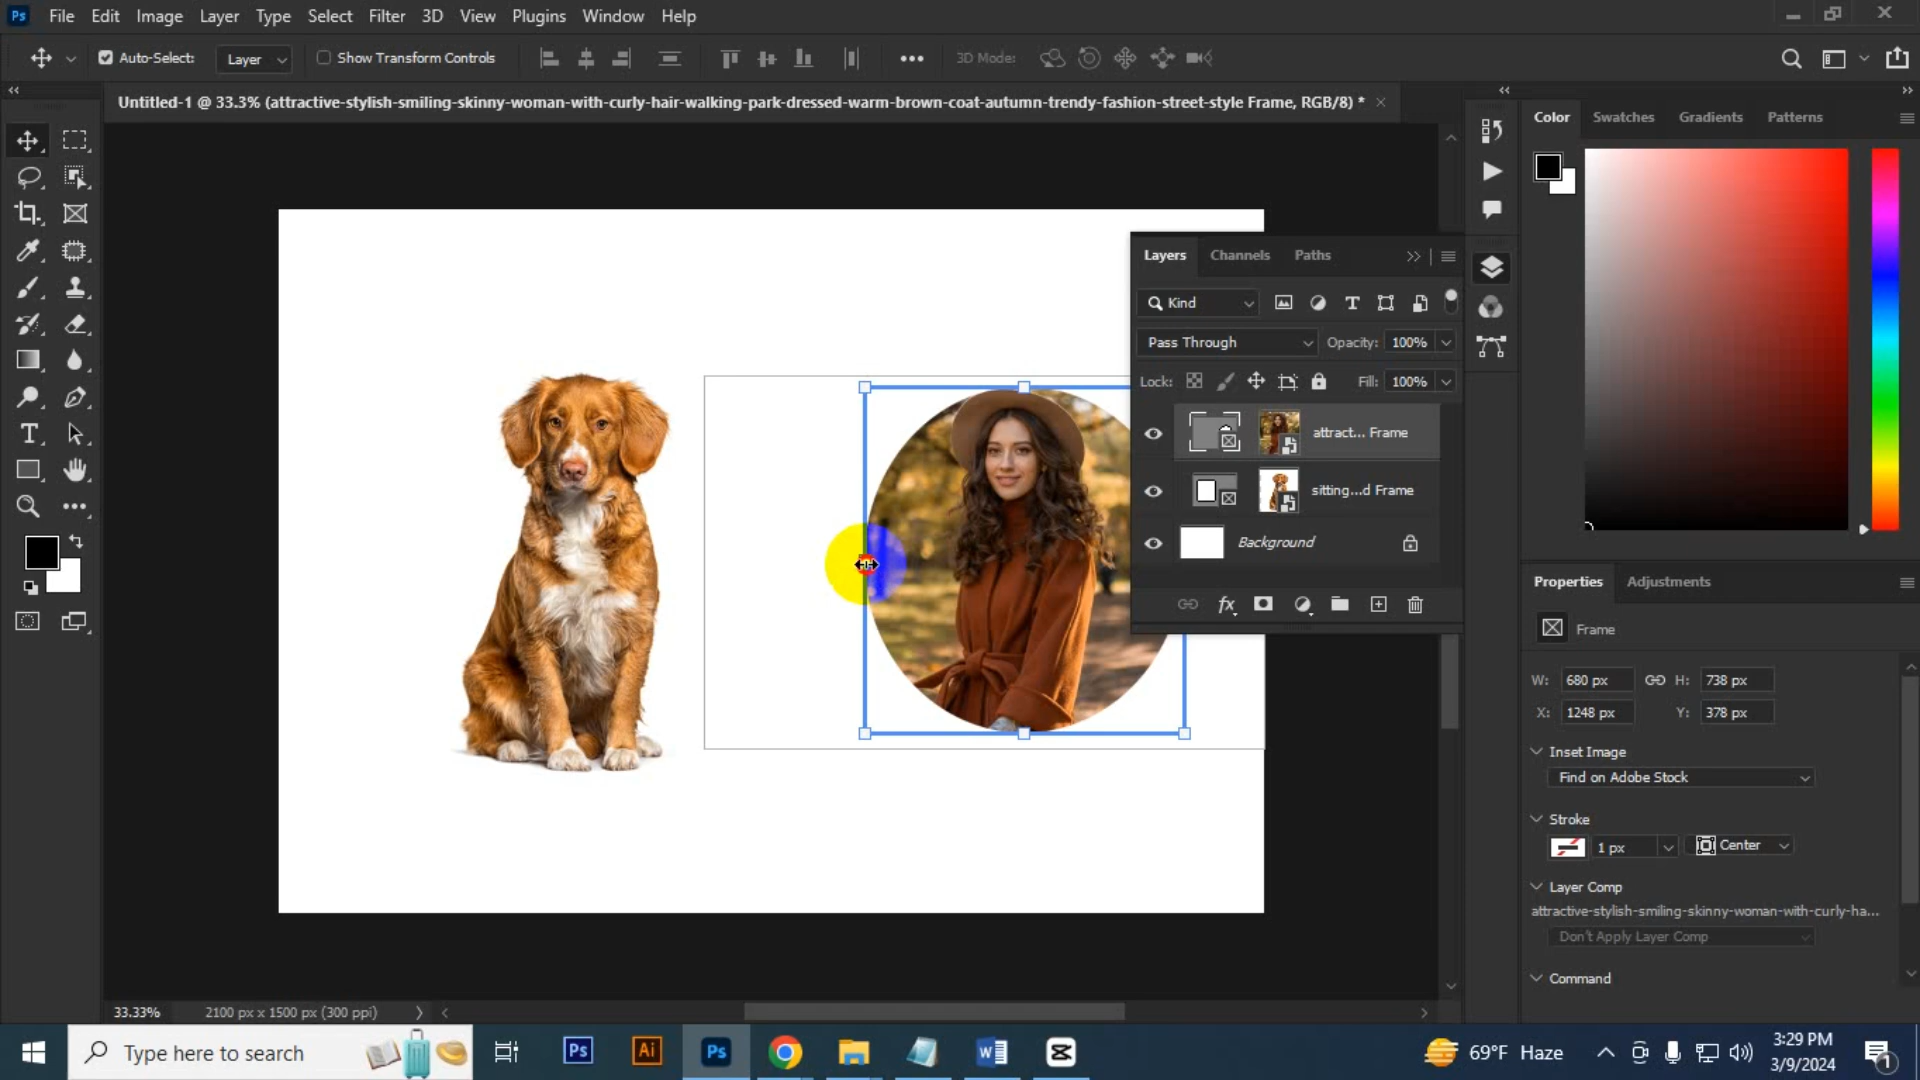 Ps File Edit Image Layer Type Select Filter 3D View Plugins Window Help
Auto-Select: Layer Show Transform Controls 3D Mode:
Untitled-1 @ 33.3% (attractive-stylish-smiling-skinny-woman-with-curly-hair-walking-park-dressed-warm-brown-coat-autumn-trendy-fashion-street-style Frame, RGB/8) *
Color Swatches Gradients Patterns
Layers Channels Paths
Kind
Pass Through Opacity: 100%
Lock: Fill: 100%
attract... Frame
sitting...d Frame
Background
Properties Adjustments
Frame
W: 680 px H: 738 px
X: 1248 px Y: 378 px
Inset Image
Find on Adobe Stock
Stroke
1 px Center
Layer Comp
attractive-stylish-smiling-skinny-woman-with-curly-ha...
Don't Apply Layer Comp
Command
33.33% 2100 px x 1500 px (300 ppi)
Type here to search Ps Ai Ps 69°F Haze 3:29 PM
3/9/2024
1